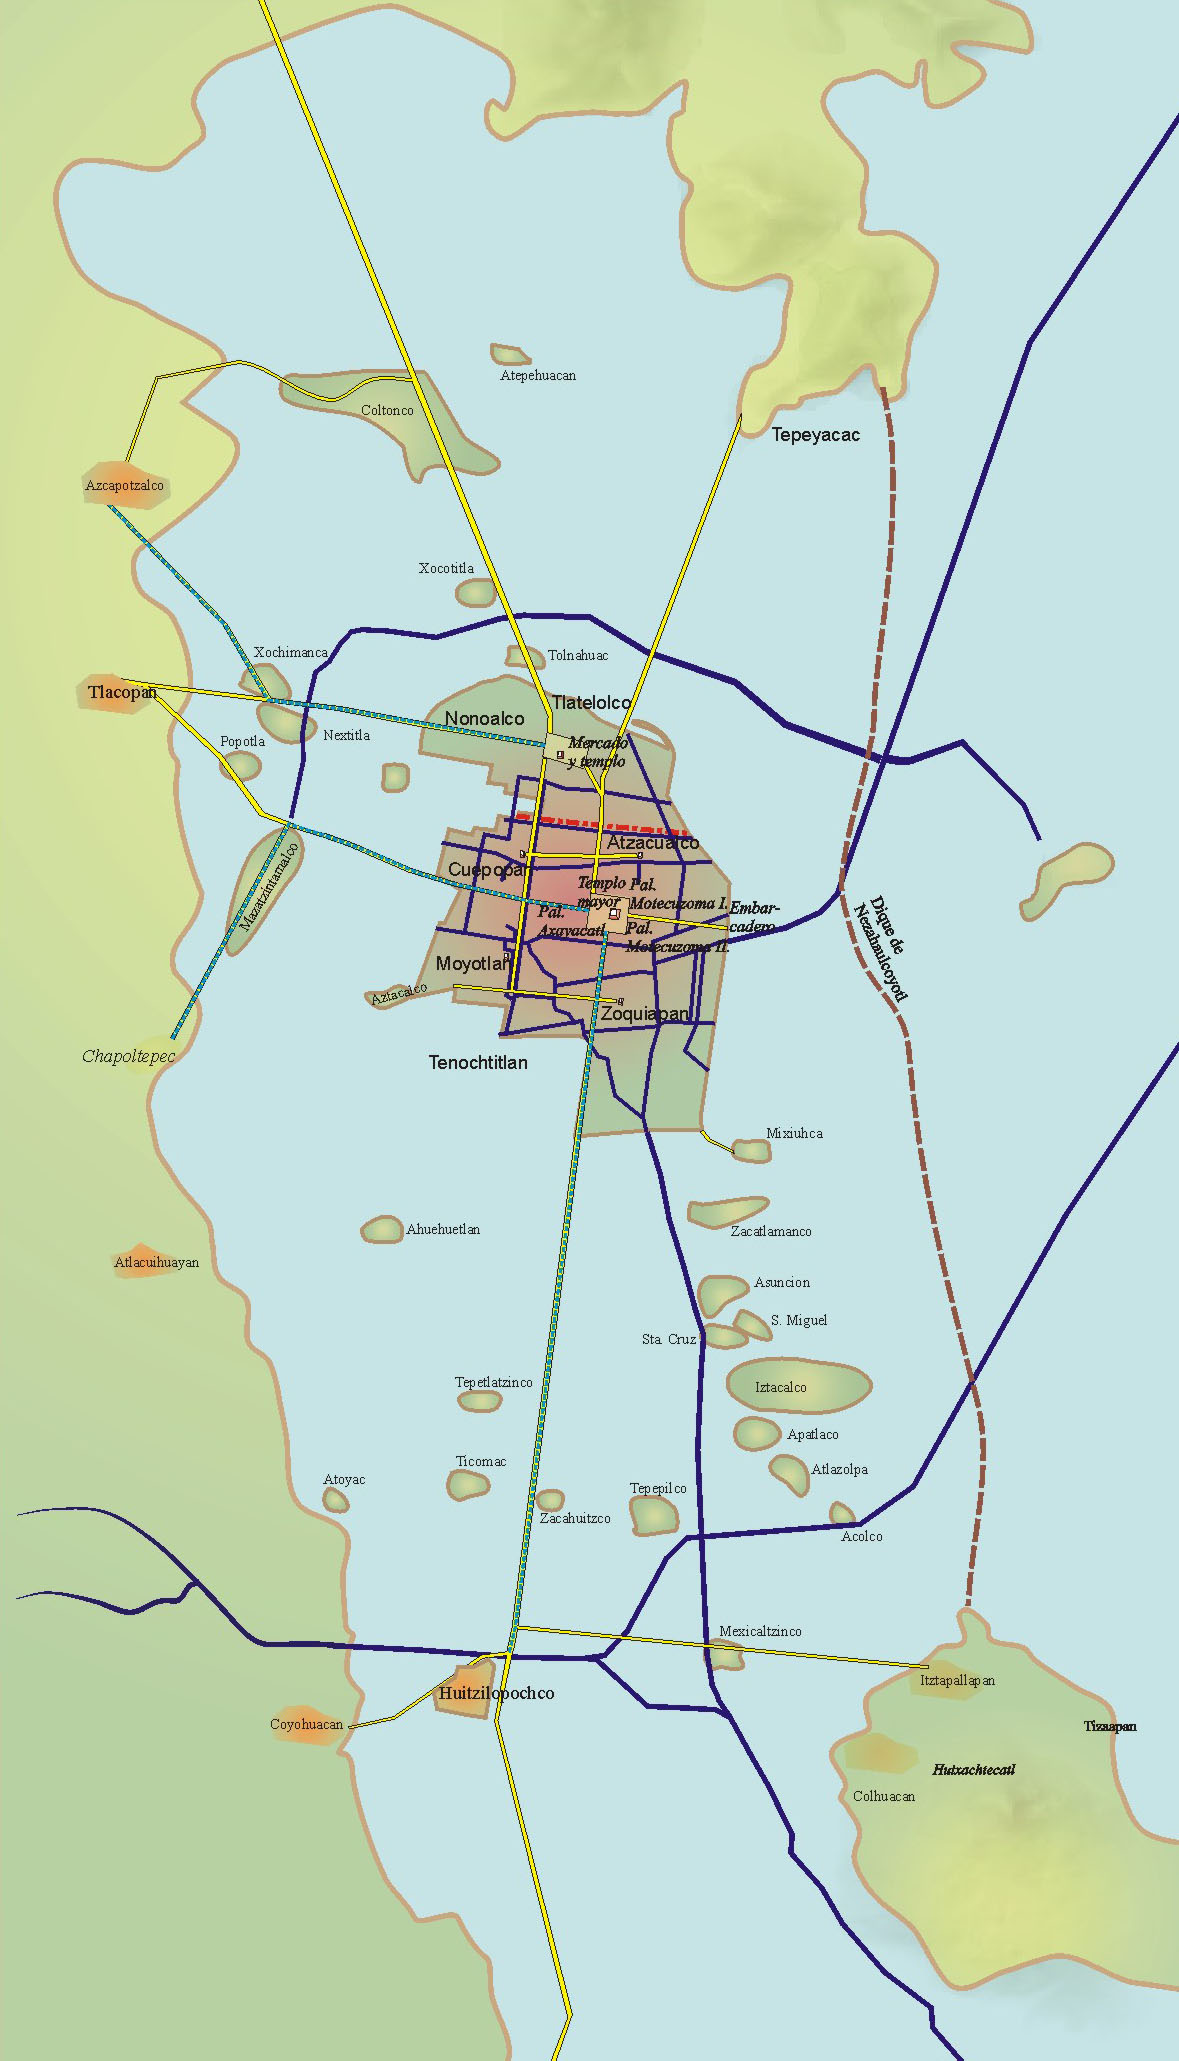 Atepehuacan
Coltonco
Tepeyacac
Azcapotzalco
Xocotitla
Xochimanca
Tolnahuac
Tlacopan
Tlatelolco
Nonoalco
Nextitla
Popotla
Mercado
y templo
Atzacualco
Cuepopan
Mazatzintamalco
Templo
mayor
Pal.
Motecuzoma I.
Pal.
Axayacatl
Embar-
cadero
Pal.
Motecuzoma II.
Dique de
Nezahaulcoyotl
Moyotlan
Aztacalco
Zoquiapan
Chapoltepec
Tenochtitlan
Mixiuhca
Ahuehuetlan
Zacatlamanco
Atlacuihuayan
Asuncion
S. Miguel
Sta. Cruz
Tepetlatzinco
Iztacalco
Apatlaco
Ticomac
Atlazolpa
Atoyac
Tepepilco
Zacahuitzco
Acolco
Mexicaltzinco
Itztapallapan
Huitzilopochco
Coyohuacan
Tizaapan
Huixachtecatl
Colhuacan